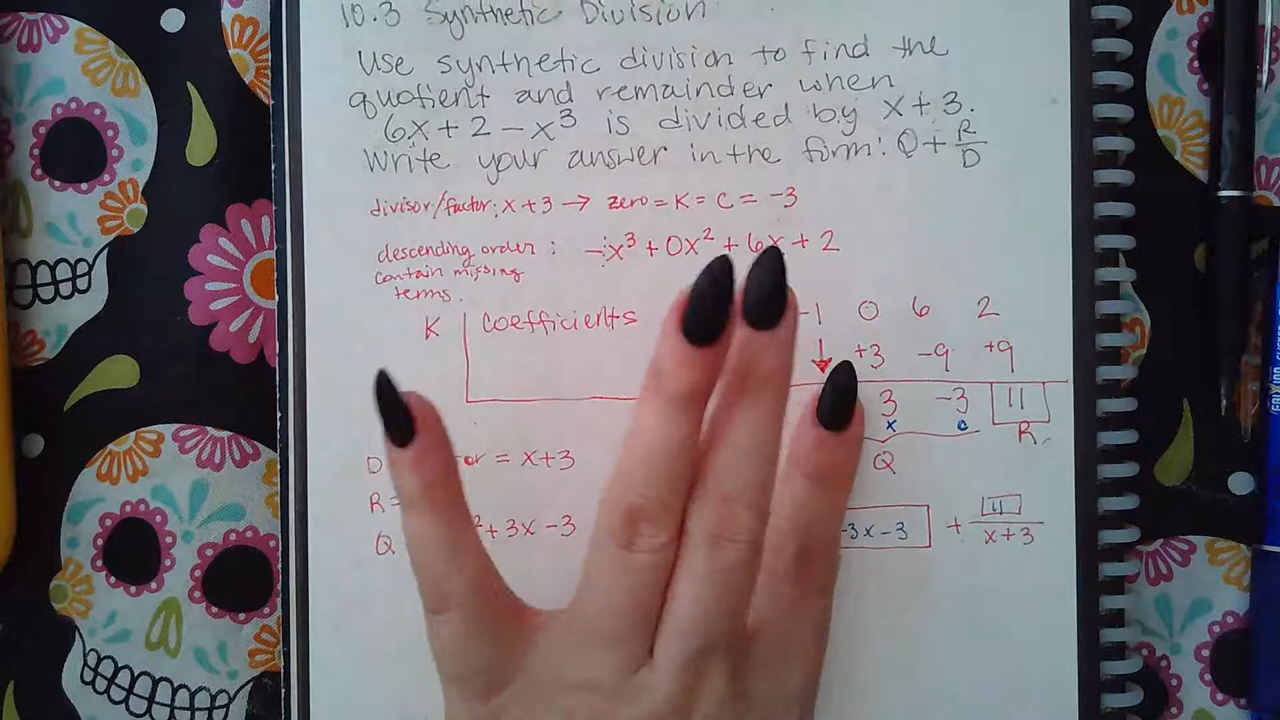 10.3 Synthetic Division
Use synthetic division to find the
quotient and remainder when
6x + 2 - x³ is divided by x + 3.
Write your answer in the form: Q + R/D
divisor/factor: x + 3 → zero = K = C = -3
descending order: -x³ + 0x² + 6x + 2
contain missing
terms.
K | coefficients
-1 0 6 2
↓ +3 -9 +9
3 -3 11
x c R
Q
D = x+3
R =
Q ² + 3x - 3
3x - 3 + 11/(x+3)